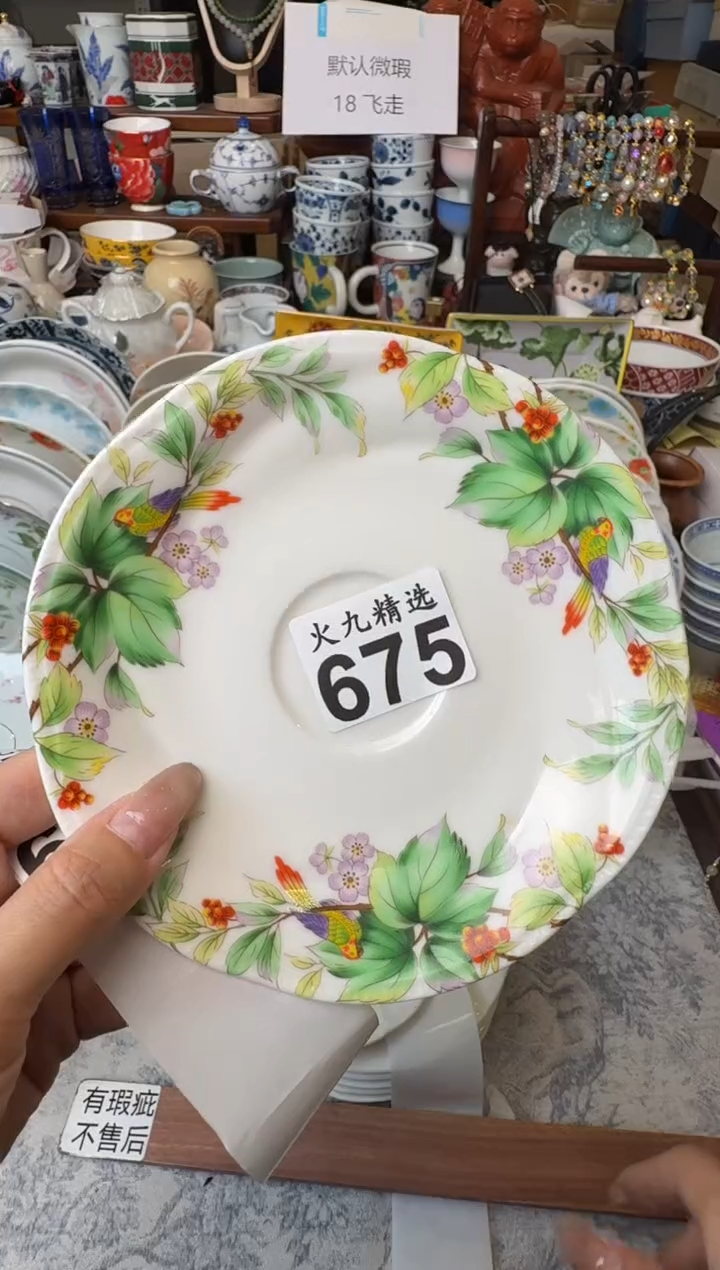 默认微瑕
18 飞走
火九精选
675
有瑕疵
不售后